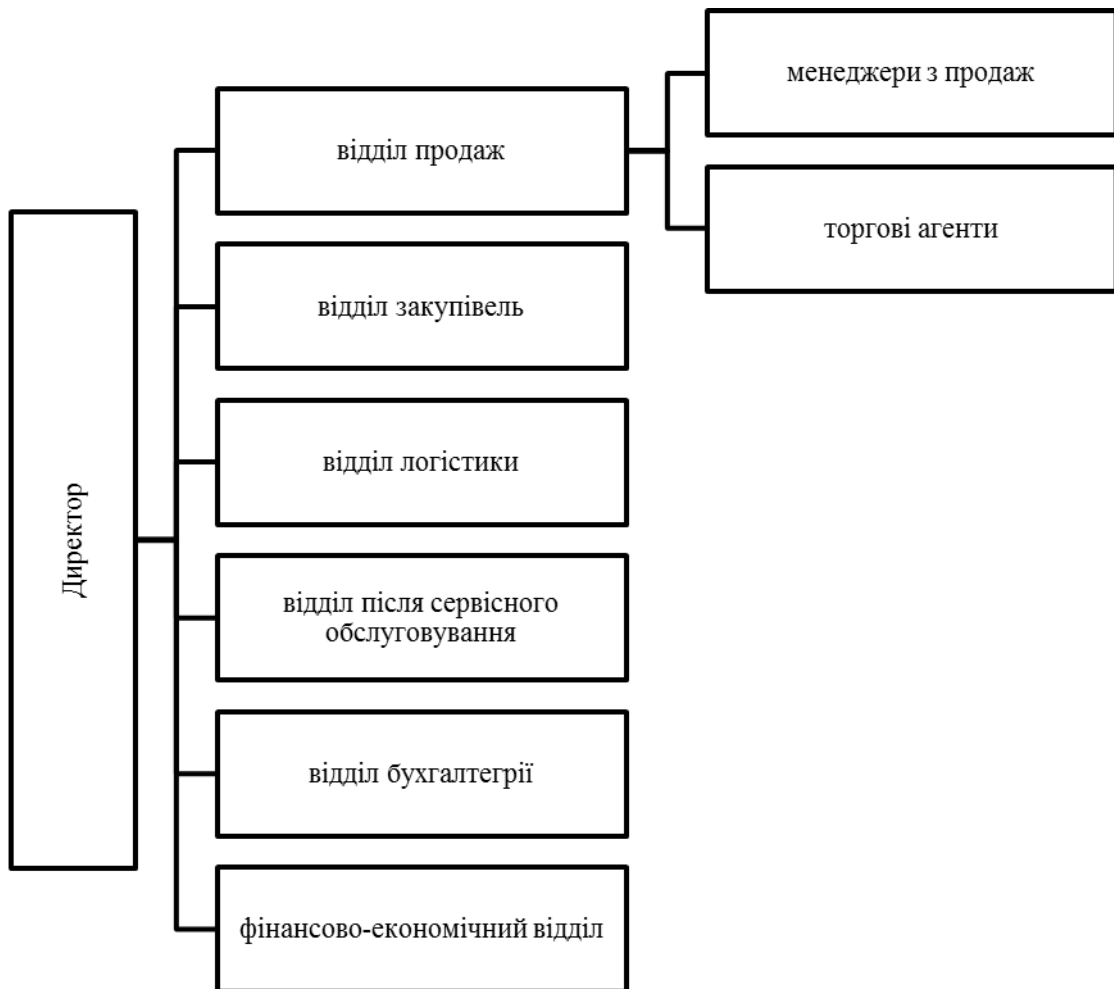 Директор
відділ продаж
менеджери з продаж
торгові агенти
відділ закупівель
відділ логістики
відділ після сервісного
обслуговування
відділ бухгалтегрії
фінансово-економічний відділ